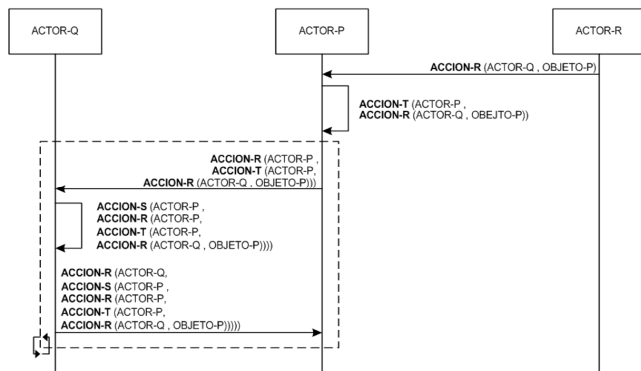 ACTOR-Q
ACTOR-P
ACTOR-R
ACCION-R (ACTOR-Q , OBJETO-P)
ACCION-T (ACTOR-P ,
ACCION-R (ACTOR-Q , OBEJTO-P))
ACCION-R (ACTOR-P ,
ACCION-T (ACTOR-P,
ACCION-R (ACTOR-Q , OBJETO-P)))
ACCION-S (ACTOR-P ,
ACCION-R (ACTOR-P,
ACCION-T (ACTOR-P,
ACCION-R (ACTOR-Q , OBJETO-P))))
ACCION-R (ACTOR-Q,
ACCION-S (ACTOR-P ,
ACCION-R (ACTOR-P,
ACCION-T (ACTOR-P,
ACCION-R (ACTOR-Q , OBJETO-P)))))